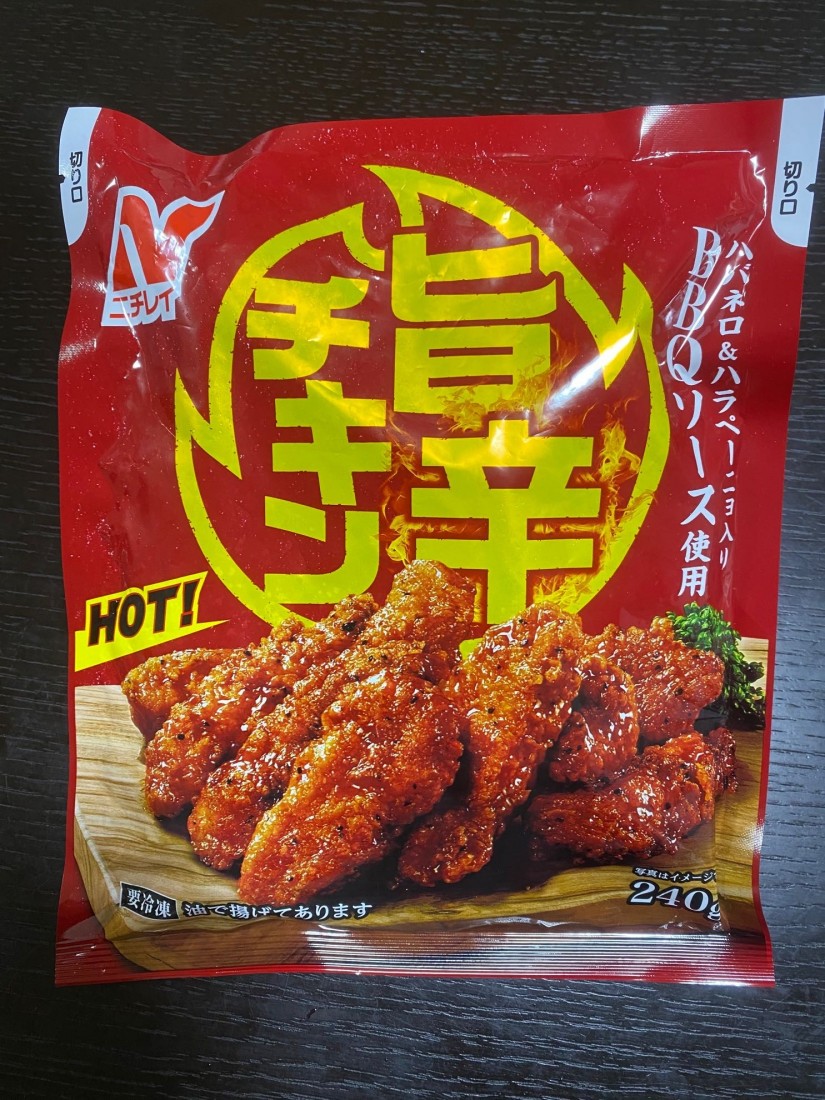 切り口
切り口
ニチレイ
ハバネロ&ハラペーニョ入り
BBQソース使用
旨辛
チキン
HOT!
写真はイメージ
240g
要冷凍
油で揚げてあります